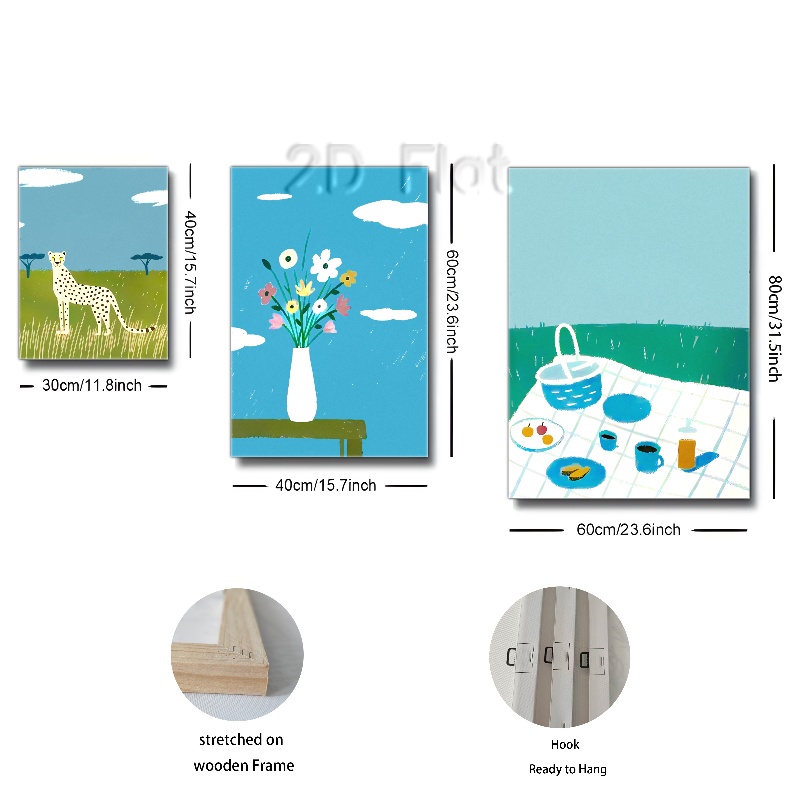 2D Flat
40cm/15.7inch
30cm/11.8inch
60cm/23.6inch
40cm/15.7inch
80cm/31.5inch
60cm/23.6inch
stretched on
wooden Frame
Hook
Ready to Hang